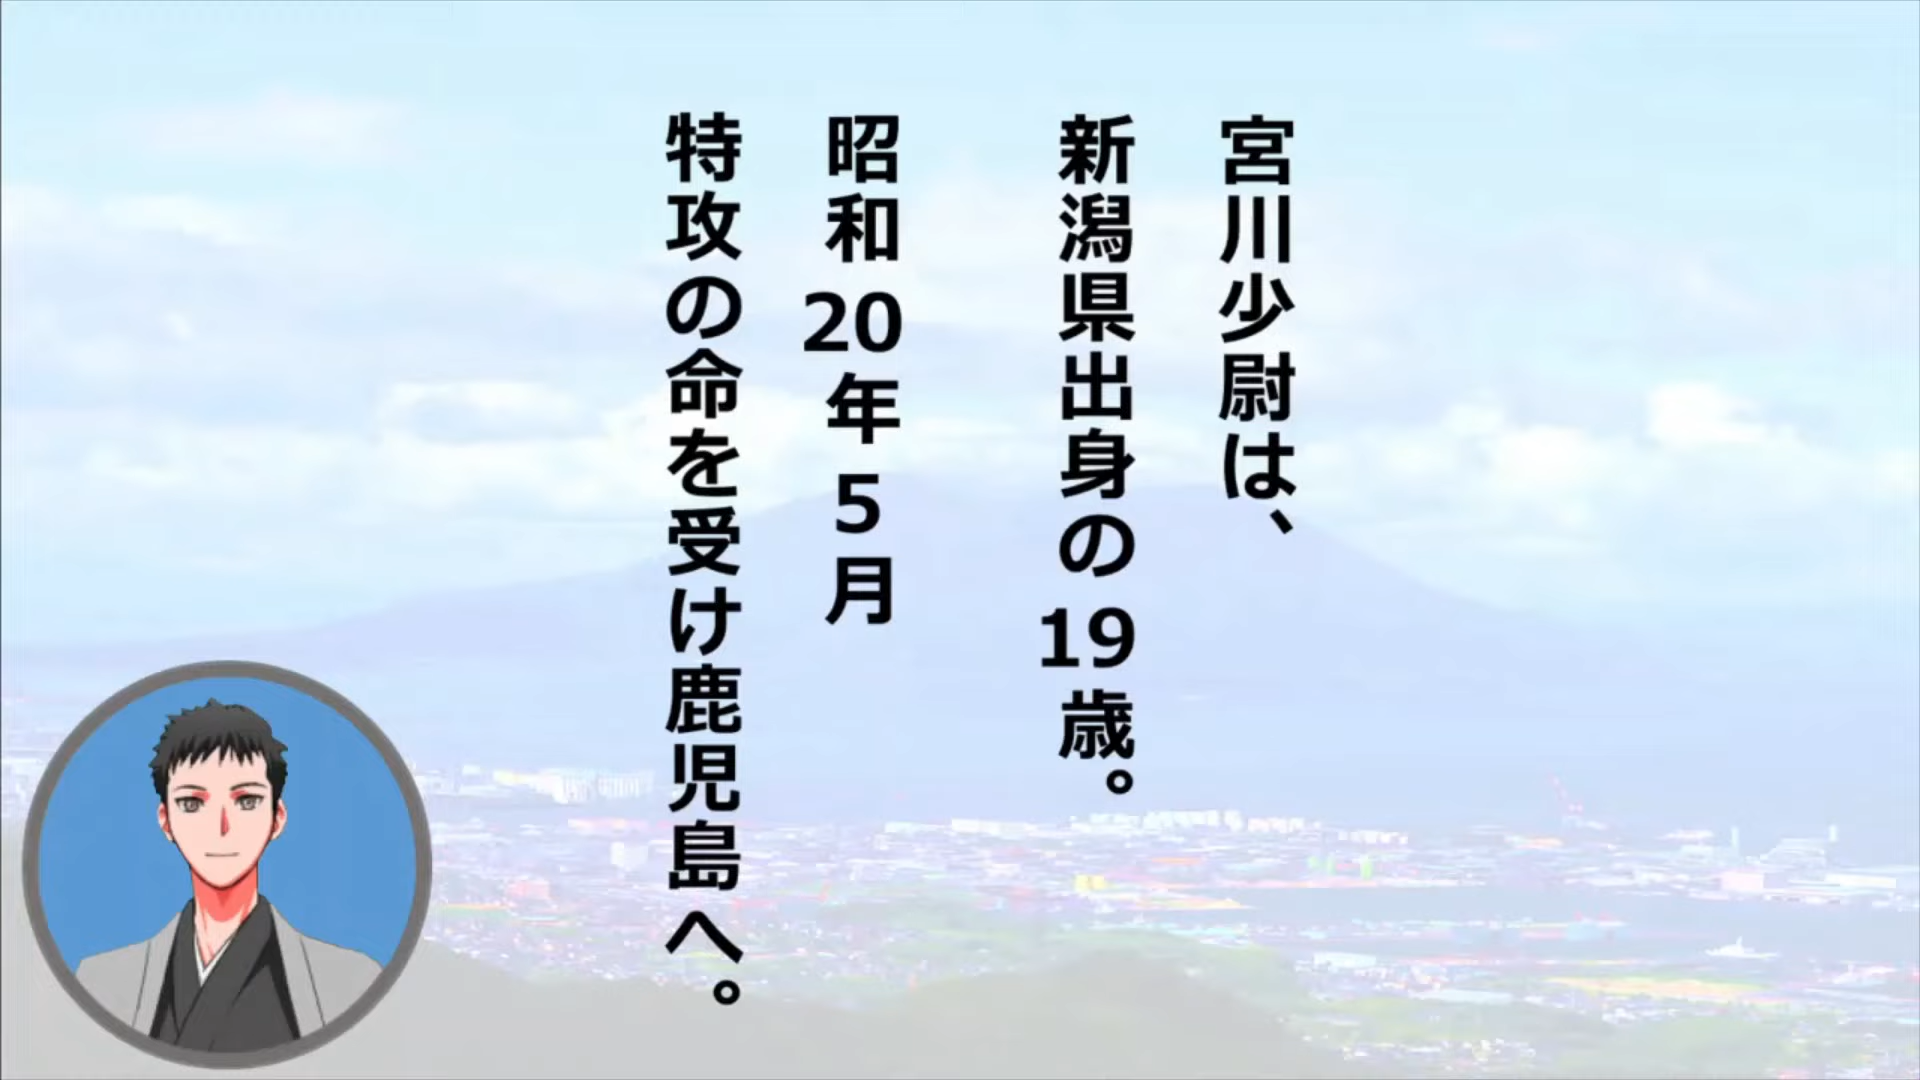 宮川少尉は、
新潟県出身の19歳。
昭和20年5月
特攻の命を受け鹿児島へ。